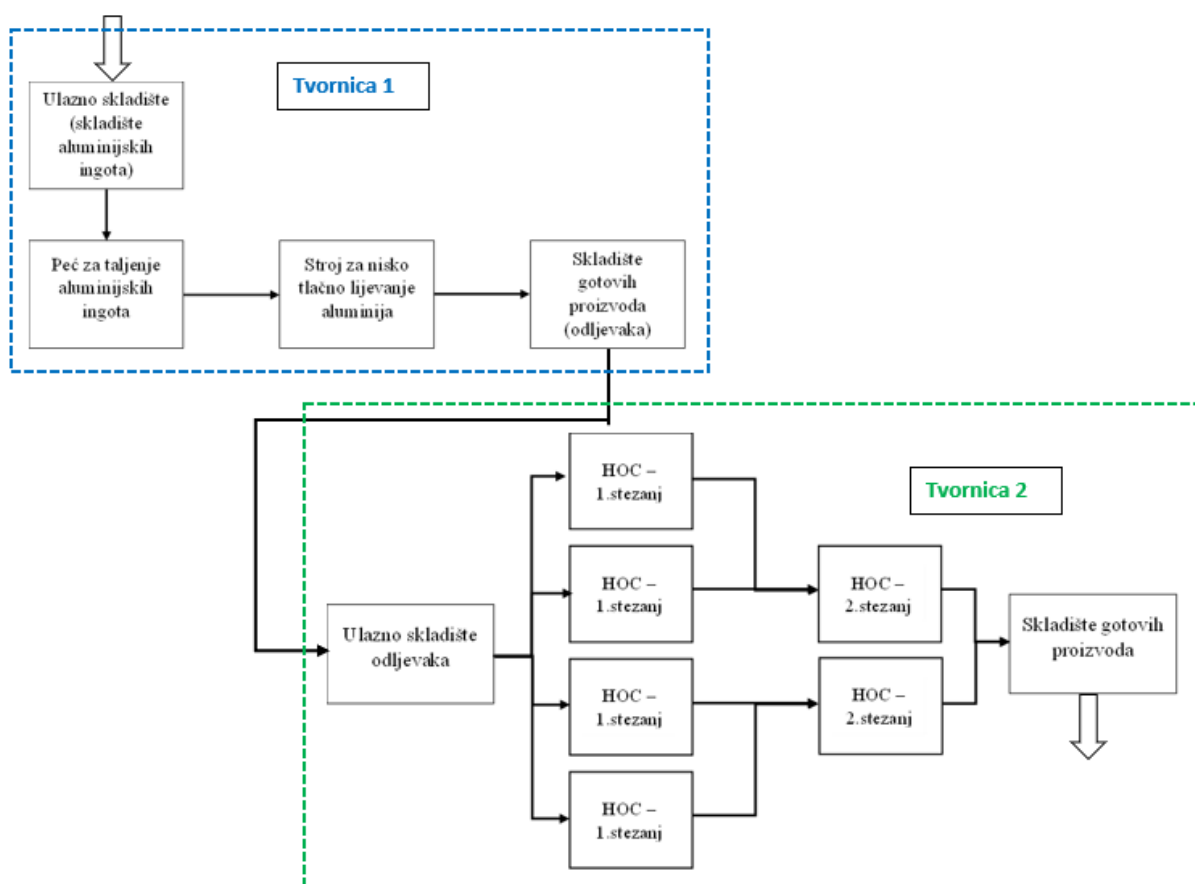 Tvornica 1
Ulazno skladište
(skladište
aluminijskih
ingota)
Peć za taljenje
aluminijskih
ingota
Stroj za nisko
tlačno lijevanje
aluminija
Skladište
gotovih
proizvoda
(odljevaka)
Tvornica 2
Ulazno skladište
odljevaka
HOC –
1.stezanj
HOC –
1.stezanj
HOC –
1.stezanj
HOC –
1.stezanj
HOC –
2.stezanj
HOC –
2.stezanj
Skladište gotovih
proizvoda